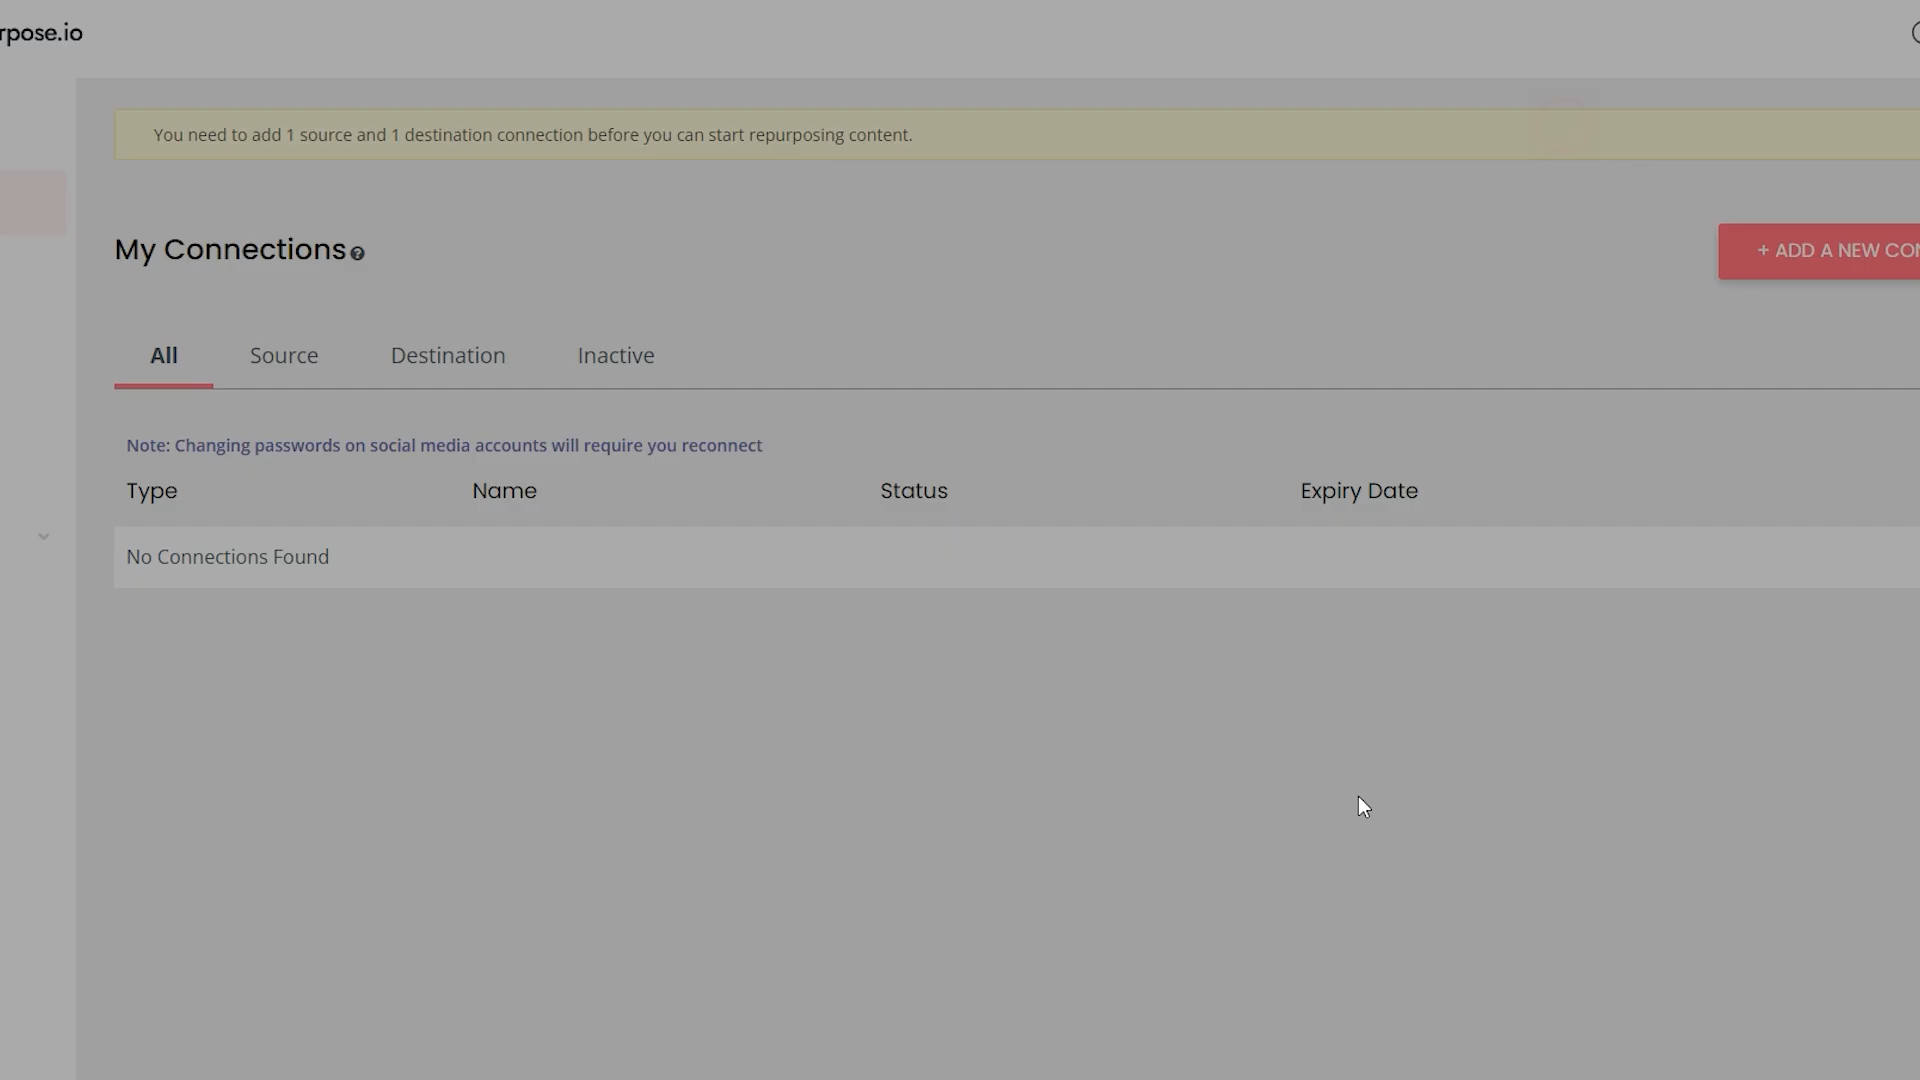 rpose.io
You need to add 1 source and 1 destination connection before you can start repurposing content.
My Connections
+ ADD A NEW CON
All Source Destination Inactive
Note: Changing passwords on social media accounts will require you reconnect
Type Name Status Expiry Date
No Connections Found